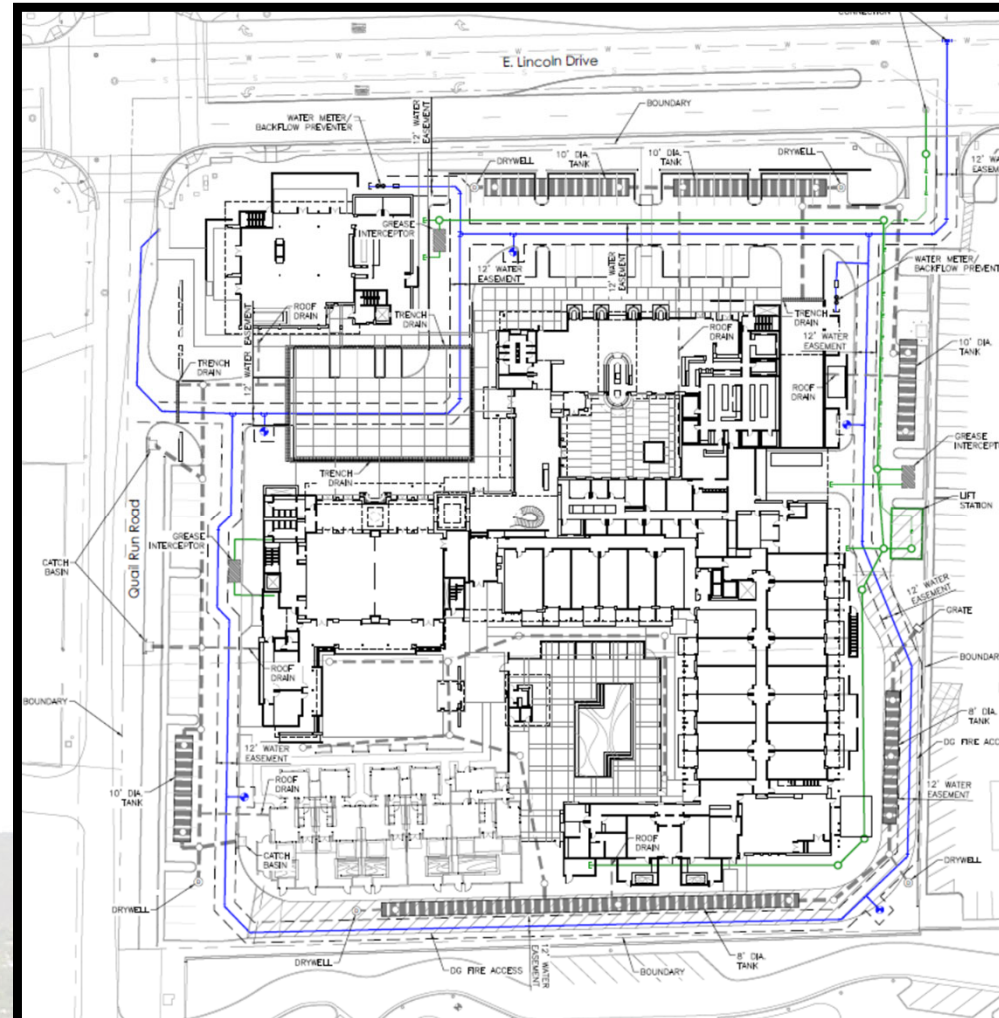 CONNECTION
E. Lincoln Drive
BOUNDARY
WATER METER/
BACKFLOW PREVENTER
12' WATER
EASEMENT
DRYWELL
10' DIA.
TANK
10' DIA.
TANK
DRYWELL
12' WA
EASEMENT
GREASE
INTERCEPTOR
12' WATER
EASEMENT
12' WATER
EASEMENT
WATER METER/
BACKFLOW PREVENT
ROOF
DRAIN
TRENCH
DRAIN
12' WATER EASEMENT
TRENCH
DRAIN
ROOF
DRAIN
TRENCH
DRAIN
12' WATER
EASEMENT
10' DIA.
TANK
ROOF
DRAIN
TRENCH
DRAIN
GREASE
INTERCEPTO
LIFT
STATION
Quail Run Road
GREASE
INTERCEPTOR
CATCH
BASIN
12' WATER
EASEMENT
GRATE
BOUNDAR
ROOF
DRAIN
BOUNDARY
8' DIA.
TANK
DG FIRE ACC
12' WATER
EASEMENT
12' WATER
EASEMENT
10' DIA.
TANK
ROOF
DRAIN
CATCH
BASIN
ROOF
DRAIN
DRYWELL
DRYWELL
DRYWELL
DG FIRE ACCESS
12' WATER
EASEMENT
BOUNDARY
8' DIA.
TANK